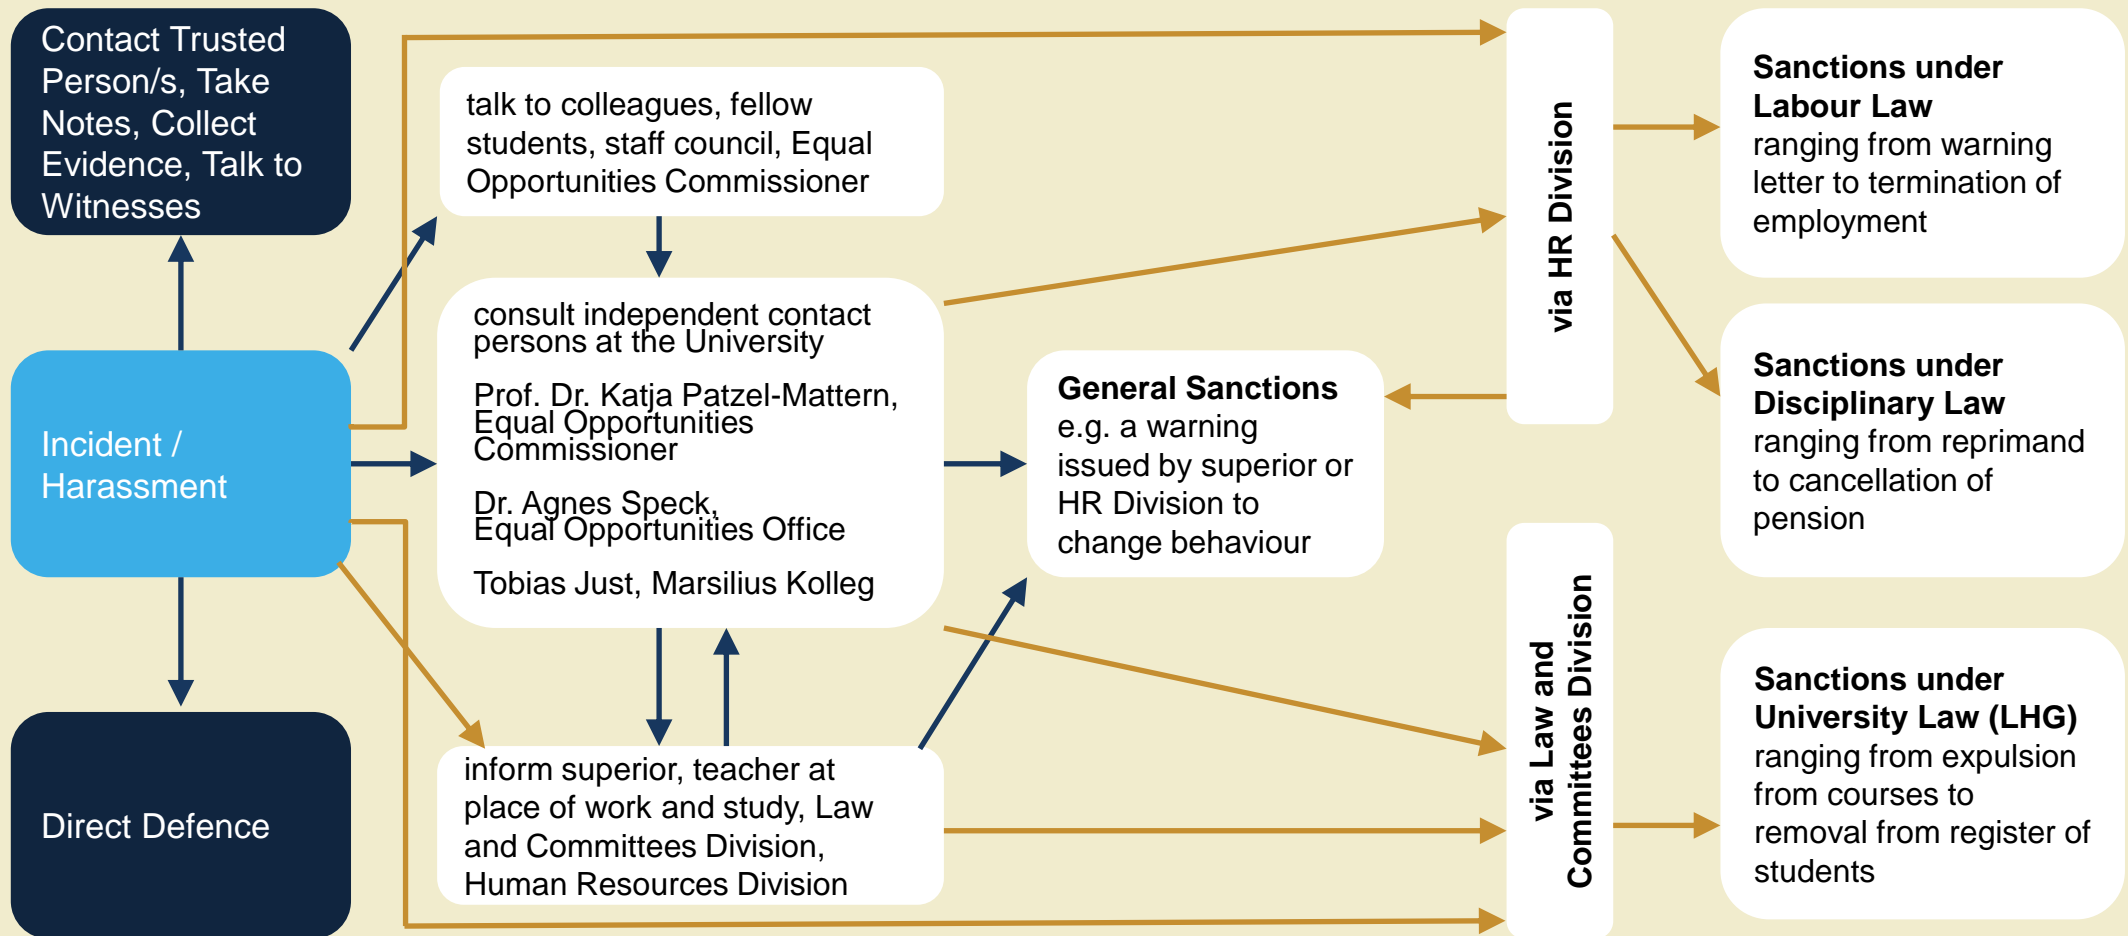 Contact Trusted
Person/s, Take
Notes, Collect
Evidence, Talk to
Witnesses
Incident /
Harassment
Direct Defence
talk to colleagues, fellow
students, staff council, Equal
Opportunities Commissioner
consult independent contact
persons at the University
Prof. Dr. Katja Patzel-Mattern,
Equal Opportunities
Commissioner
Dr. Agnes Speck,
Equal Opportunities Office
Tobias Just, Marsilius Kolleg
inform superior, teacher at
place of work and study, Law
and Committees Division,
Human Resources Division
General Sanctions
e.g. a warning
issued by superior or
HR Division to
change behaviour
via HR Division
via Law and
Committees Division
Sanctions under
Labour Law
ranging from warning
letter to termination of
employment
Sanctions under
Disciplinary Law
ranging from reprimand
to cancellation of
pension
Sanctions under
University Law (LHG)
ranging from expulsion
from courses to
removal from register of
students